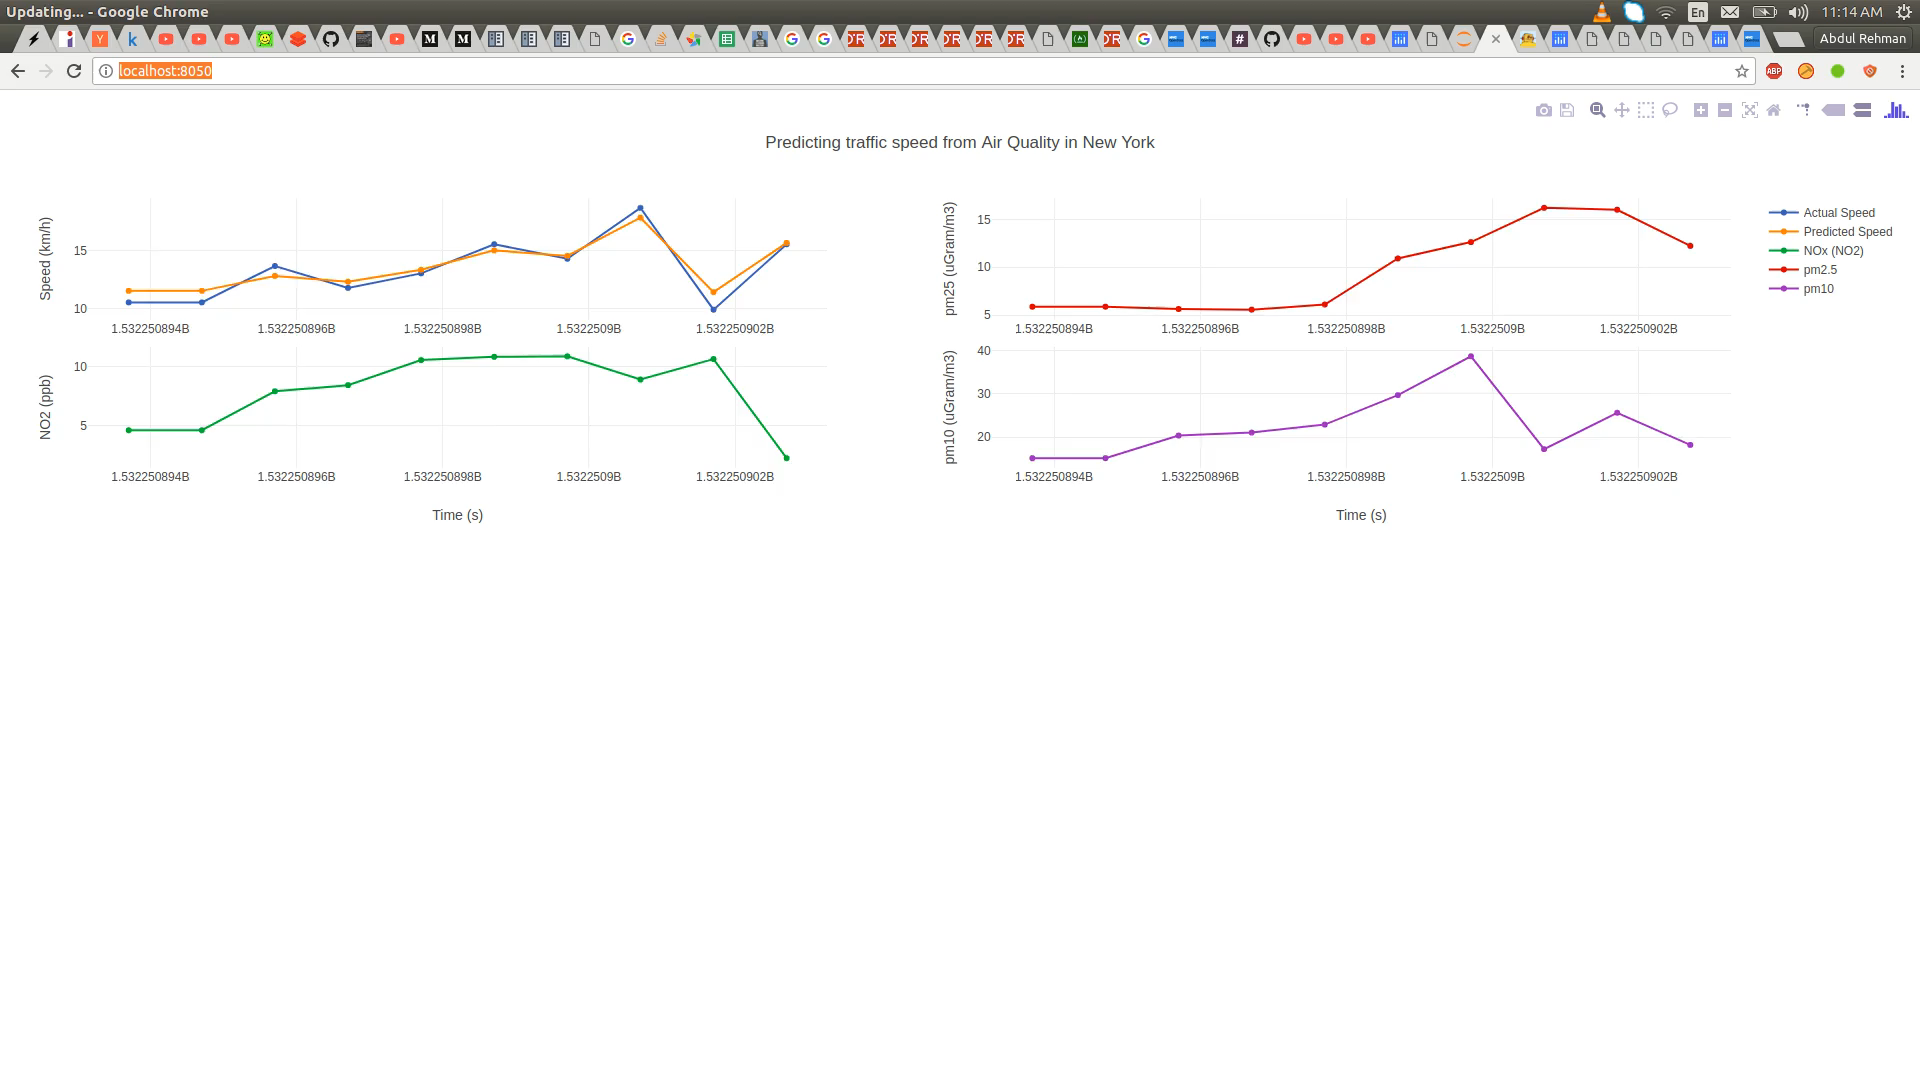 Updating... - Google Chrome
En
11:14 AM
Abdul Rehman
localhost:8050
ABP
Predicting traffic speed from Air Quality in New York
Speed (km/h)
15
10
1.532250894B 1.532250896B 1.532250898B 1.5322509B 1.532250902B
NO2 (ppb)
10
5
1.532250894B 1.532250896B 1.532250898B 1.5322509B 1.532250902B
Time (s)
pm25 (uGram/m3)
15
10
5
1.532250894B 1.532250896B 1.532250898B 1.5322509B 1.532250902B
pm10 (uGram/m3)
40
30
20
1.532250894B 1.532250896B 1.532250898B 1.5322509B 1.532250902B
Time (s)
Actual Speed
Predicted Speed
NOx (NO2)
pm2.5
pm10